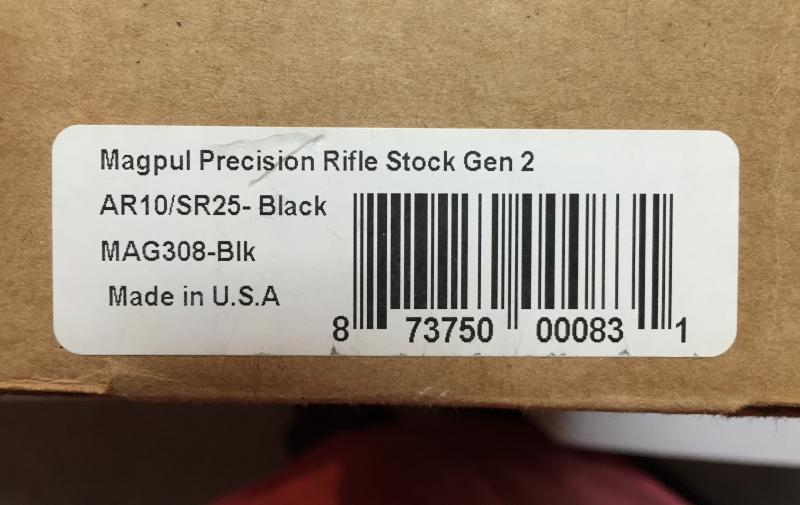 Magpul Precision Rifle Stock Gen 2
AR10/SR25- Black
MAG308-Blk
Made in U.S.A
8 73750 00083 1